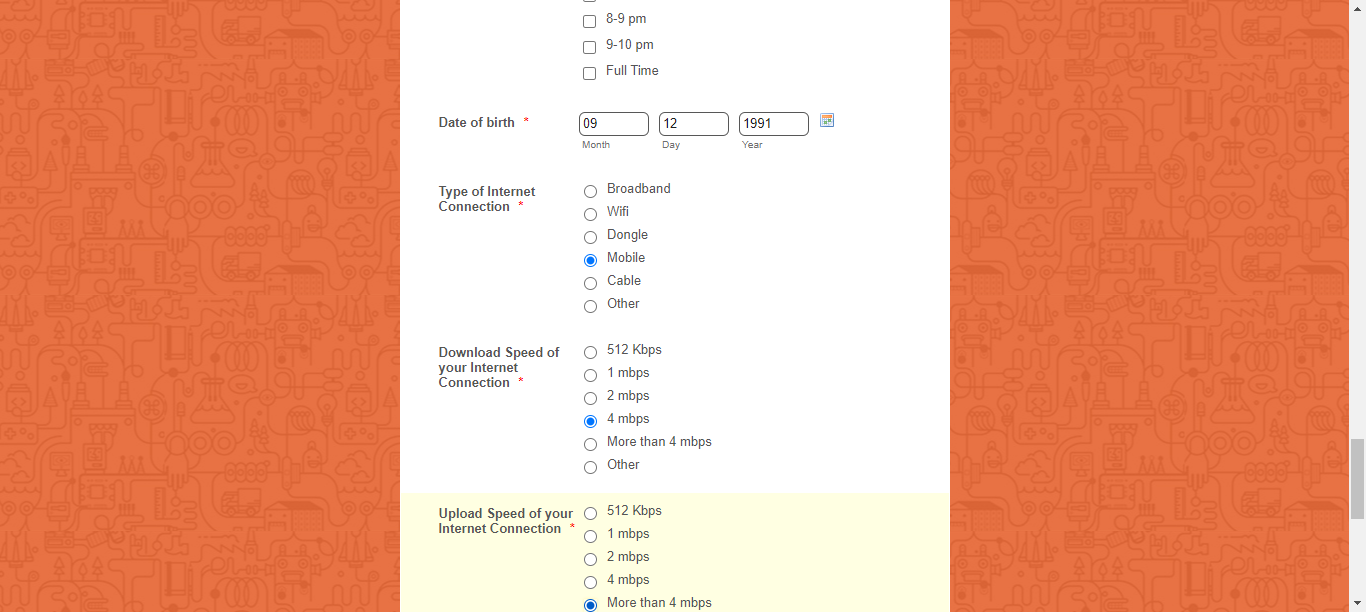 8-9 pm
9-10 pm
Full Time
Date of birth *
09 12 1991
Month Day Year
Type of Internet
Connection *
Broadband
Wifi
Dongle
Mobile
Cable
Other
Download Speed of
your Internet
Connection *
512 Kbps
1 mbps
2 mbps
4 mbps
More than 4 mbps
Other
Upload Speed of your
Internet Connection *
512 Kbps
1 mbps
2 mbps
4 mbps
More than 4 mbps